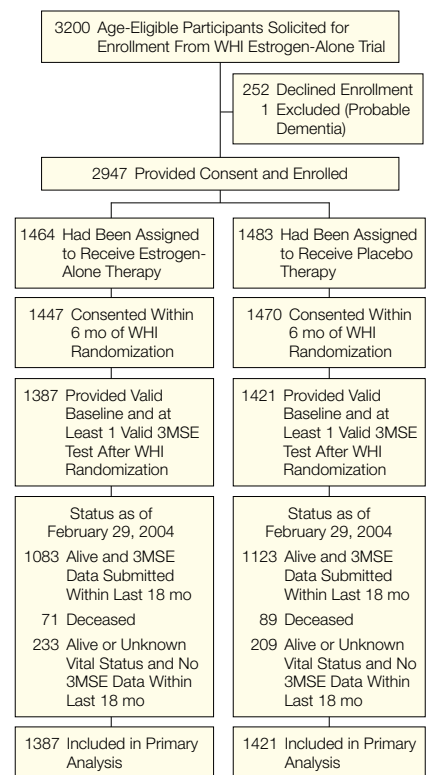 3200 Age-Eligible Participants Solicited for
Enrollment From WHI Estrogen-Alone Trial
252 Declined Enrollment
1 Excluded (Probable
Dementia)
2947 Provided Consent and Enrolled
1464 Had Been Assigned
to Receive Estrogen-
Alone Therapy
1483 Had Been Assigned
to Receive Placebo
Therapy
1447 Consented Within
6 mo of WHI
Randomization
1470 Consented Within
6 mo of WHI
Randomization
1387 Provided Valid
Baseline and at
Least 1 Valid 3MSE
Test After WHI
Randomization
1421 Provided Valid
Baseline and at
Least 1 Valid 3MSE
Test After WHI
Randomization
Status as of
February 29, 2004
1083 Alive and 3MSE
Data Submitted
Within Last 18 mo
71 Deceased
233 Alive or Unknown
Vital Status and No
3MSE Data Within
Last 18 mo
Status as of
February 29, 2004
1123 Alive and 3MSE
Data Submitted
Within Last 18 mo
89 Deceased
209 Alive or Unknown
Vital Status and No
3MSE Data Within
Last 18 mo
1387 Included in Primary
Analysis
1421 Included in Primary
Analysis